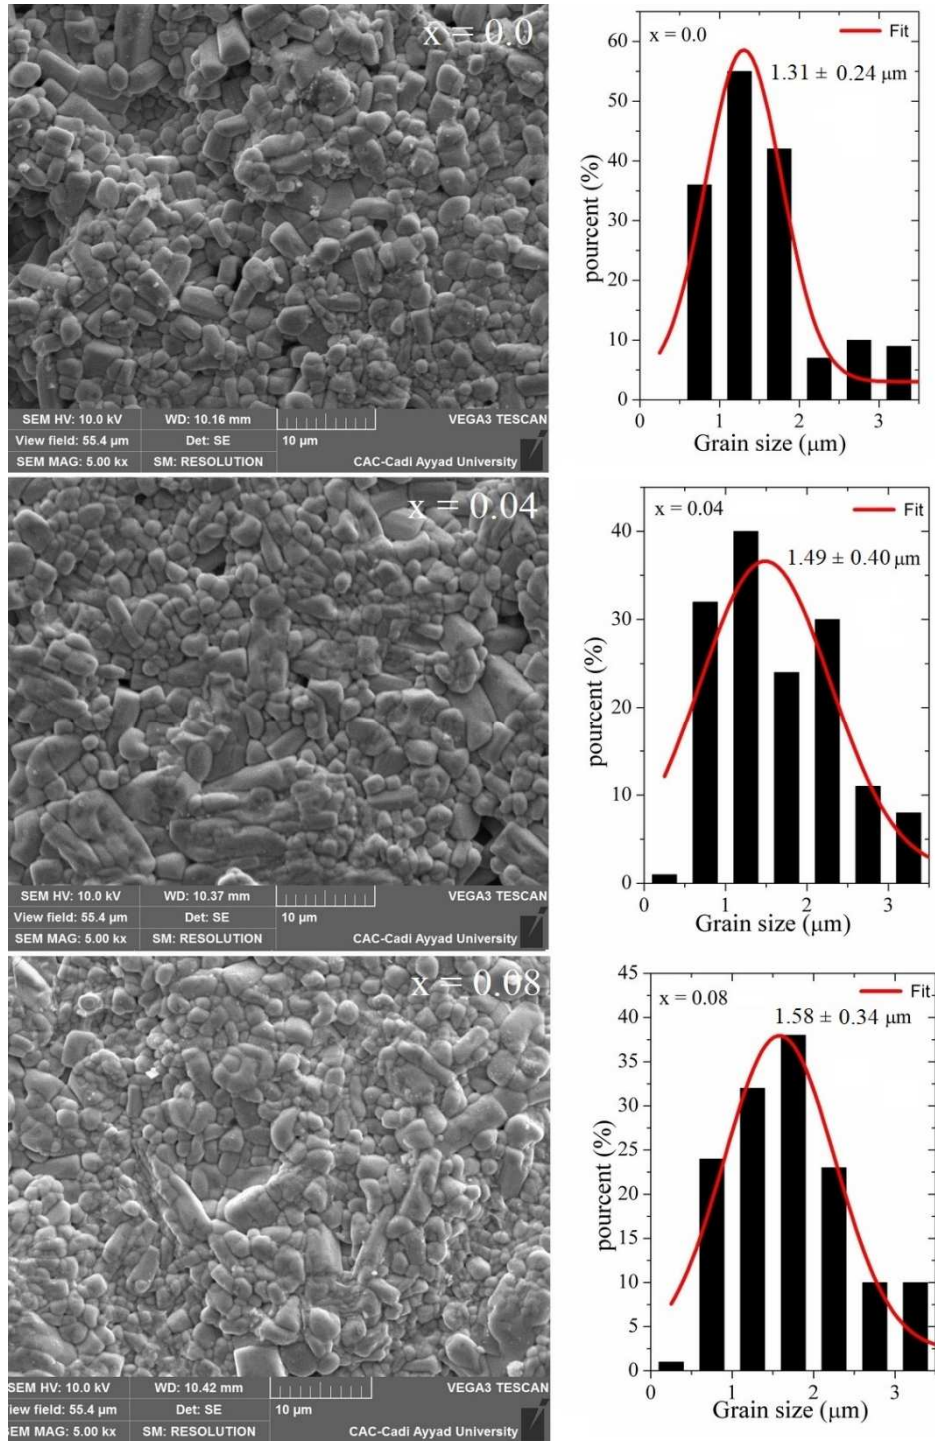 x = 0.0
SEM HV: 10.0 kV
WD: 10.16 mm
VEGA3 TESCAN
View field: 55.4 µm
Det: SE
10 µm
SEM MAG: 5.00 kx
SM: RESOLUTION
CAC-Cadi Ayyad University
x = 0.0
Fit
1.31 ± 0.24 µm
60
50
40
30
20
10
0
pourcent (%)
0 1 2 3
Grain size (µm)
x = 0.04
SEM HV: 10.0 kV
WD: 10.37 mm
VEGA3 TESCAN
View field: 55.4 µm
Det: SE
10 µm
SEM MAG: 5.00 kx
SM: RESOLUTION
CAC-Cadi Ayyad University
x = 0.04
Fit
1.49 ± 0.40 µm
40
30
20
10
0
pourcent (%)
0 1 2 3
Grain size (µm)
x = 0.08
SEM HV: 10.0 kV
WD: 10.42 mm
VEGA3 TESCAN
iew field: 55.4 µm
Det: SE
10 µm
EM MAG: 5.00 kx
SM: RESOLUTION
CAC-Cadi Ayyad University
x = 0.08
Fit
1.58 ± 0.34 µm
45
40
35
30
25
20
15
10
5
0
pourcent (%)
0 1 2 3
Grain size (µm)